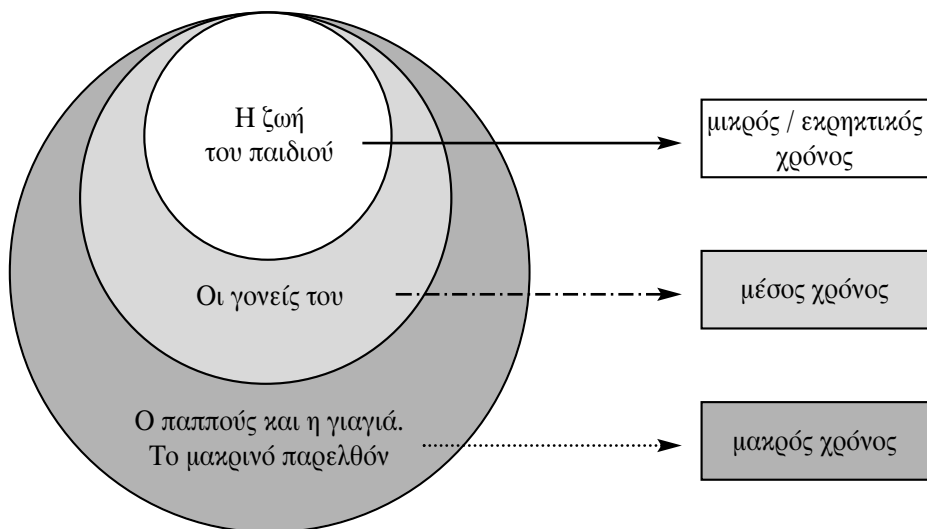 Η ζωή
του παιδιού
μικρός / εκρηκτικός
χρόνος
Οι γονείς του
μέσος χρόνος
Ο παππούς και η γιαγιά.
Το μακρινό παρελθόν
μακρός χρόνος